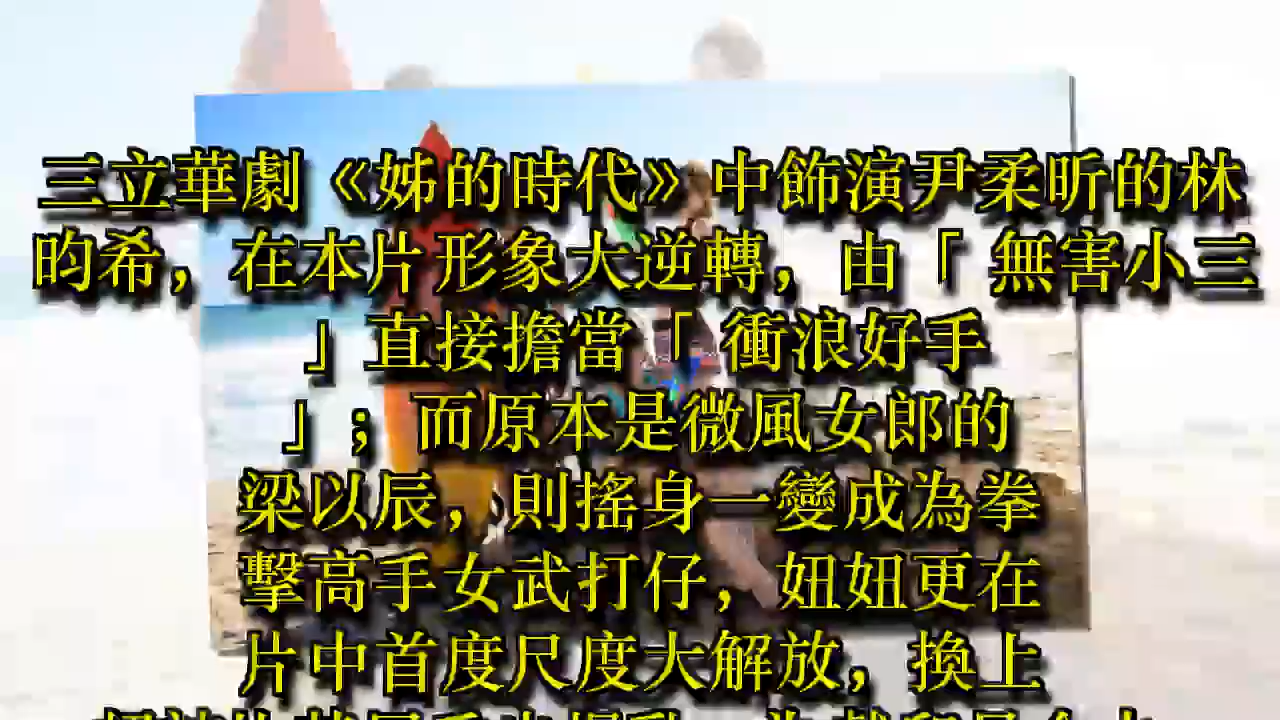 三立華劇《姊的時代》中飾演尹柔昕的林
昀希，在本片形象大逆轉，由「 無害小三
」直接擔當「 衝浪好手
」；而原本是微風女郎的
梁以辰，則搖身一變成為拳
擊高手女武打仔，妞妞更在
片中首度尺度大解放，換上